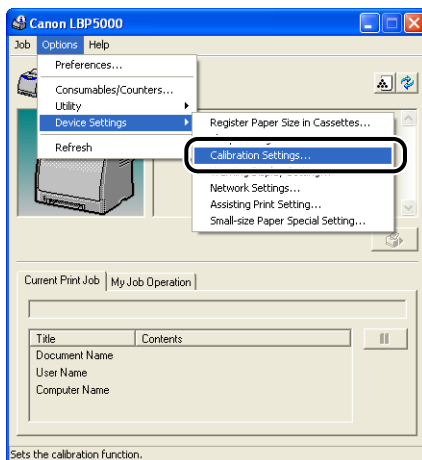 Canon LBP5000
Job Options Help
Preferences...
Consumables/Counters...
Utility
Device Settings
Refresh
Register Paper Size in Cassettes...
Calibration Settings...
Network Settings...
Assisting Print Setting...
Small-size Paper Special Setting...
Current Print Job My Job Operation
Title Contents
Document Name
User Name
Computer Name
Sets the calibration function.